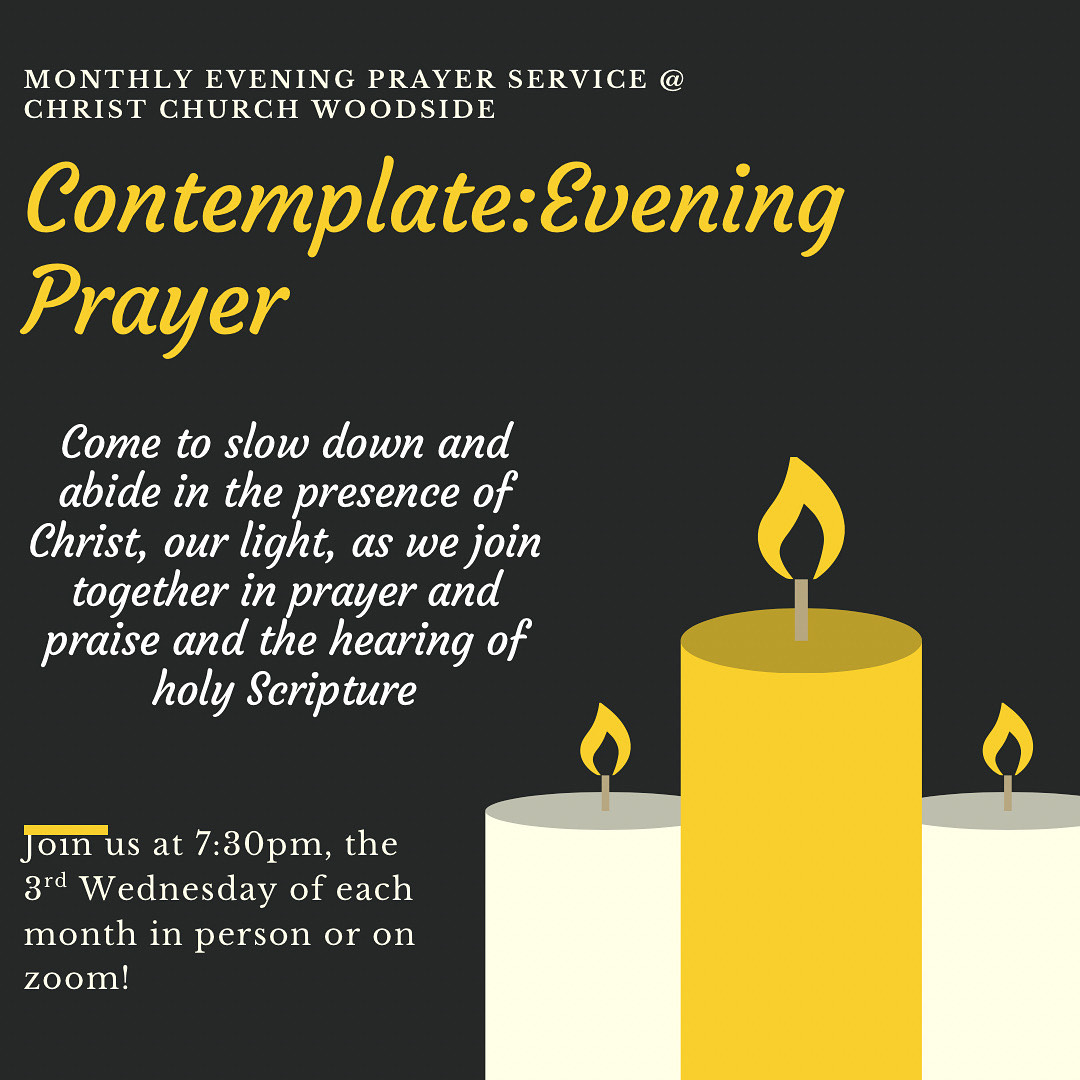 MONTHLY EVENING PRAYER SERVICE @
CHRIST CHURCH WOODSIDE
Contemplate:Evening
Prayer
Come to slow down and
abide in the presence of
Christ, our light, as we join
together in prayer and
praise and the hearing of
holy Scripture
Join us at 7:30pm, the
3rd Wednesday of each
month in person or on
zoom!